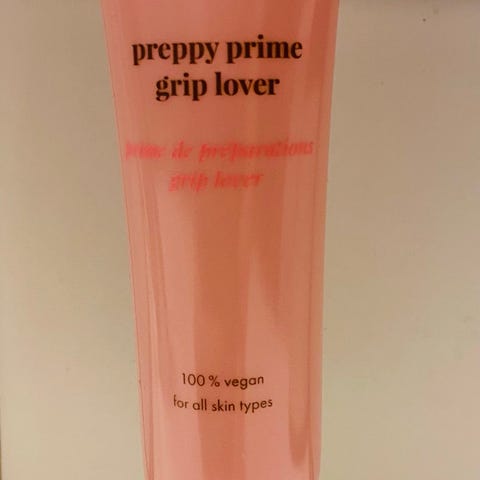 preppy prime
grip lover
prime de préparations
grip lover
100% vegan
for all skin types